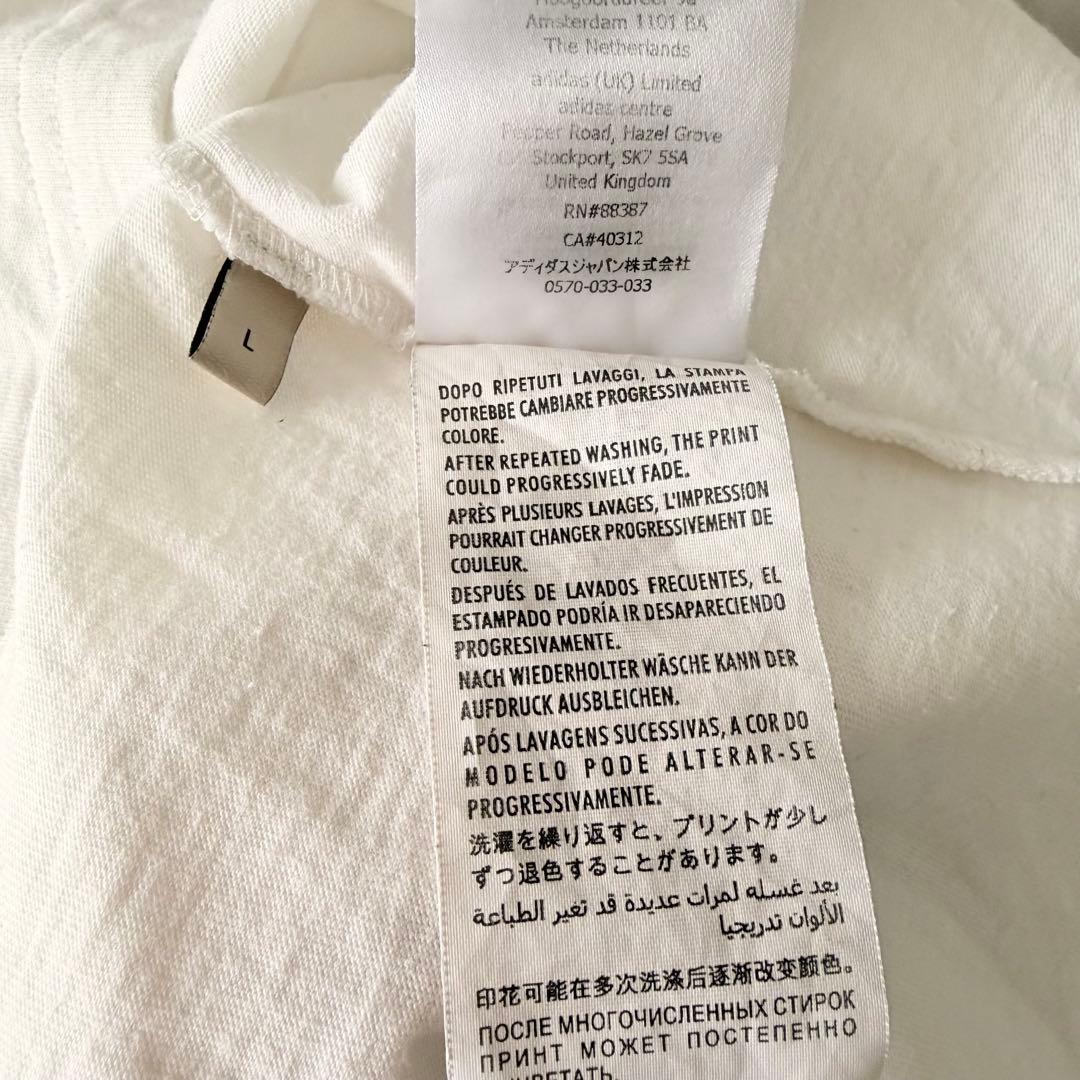 Amsterdam 1101 BA
The Netherlands
adidas (UK) Limited
adidas centre
Pepper Road, Hazel Grove
Stockport, SK7 5SA
United Kingdom
RN#88387
CA#40312
アディダスジャパン株式会社
0570-033-033
L
DOPO RIPETUTI LAVAGGI, LA STAMPA
POTREBBE CAMBIARE PROGRESSIVAMENTE
COLORE.
AFTER REPEATED WASHING, THE PRINT
COULD PROGRESSIVELY FADE.
APRÈS PLUSIEURS LAVAGES, L'IMPRESSION
POURRAIT CHANGER PROGRESSIVEMENT DE
COULEUR.
DESPUÉS DE LAVADOS FRECUENTES, EL
ESTAMPADO PODRÍA IR DESAPARECIENDO
PROGRESIVAMENTE.
NACH WIEDERHOLTER WÄSCHE KANN DER
AUFDRUCK AUSBLEICHEN.
APÓS LAVAGENS SUCESSIVAS, A COR DO
MODELO PODE ALTERAR-SE
PROGRESSIVAMENTE.
洗濯を繰り返すと、プリントが少し
ずつ退色することがあります。
بعد غسله لمرات عديدة قد تغير الطباعة
الألوان تدريجيا
印花可能在多次洗涤后逐渐改变颜色。
ПОСЛЕ МНОГОЧИСЛЕННЫХ СТИРОК
ПРИНТ МОЖЕТ ПОСТЕПЕННО